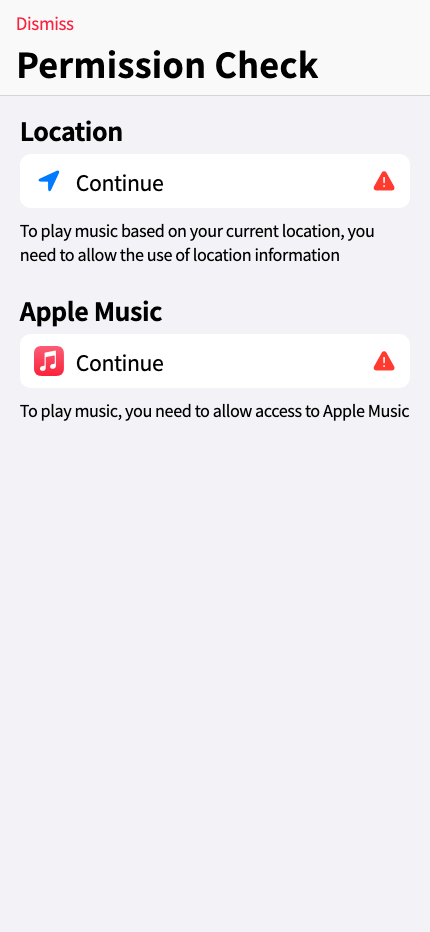 Dismiss
Permission Check
Location
Continue
To play music based on your current location, you
need to allow the use of location information
Apple Music
Continue
To play music, you need to allow access to Apple Music